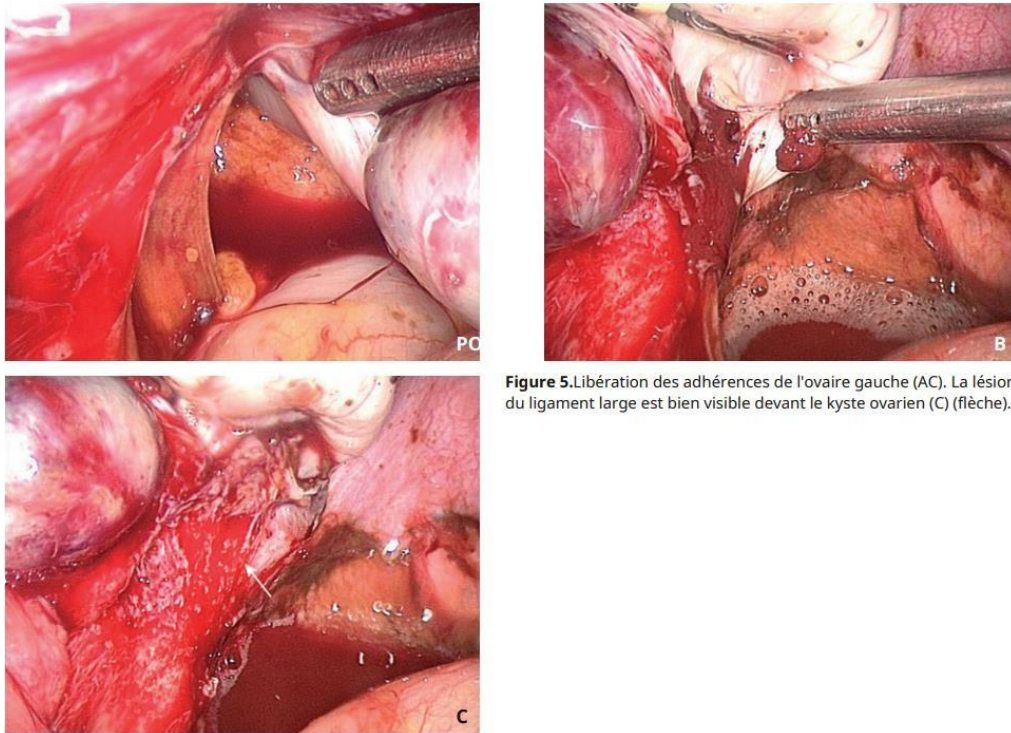 PO
B
Figure 5.Libération des adhérences de l'ovaire gauche (AC). La lésion
du ligament large est bien visible devant le kyste ovarien (C) (flèche).
C